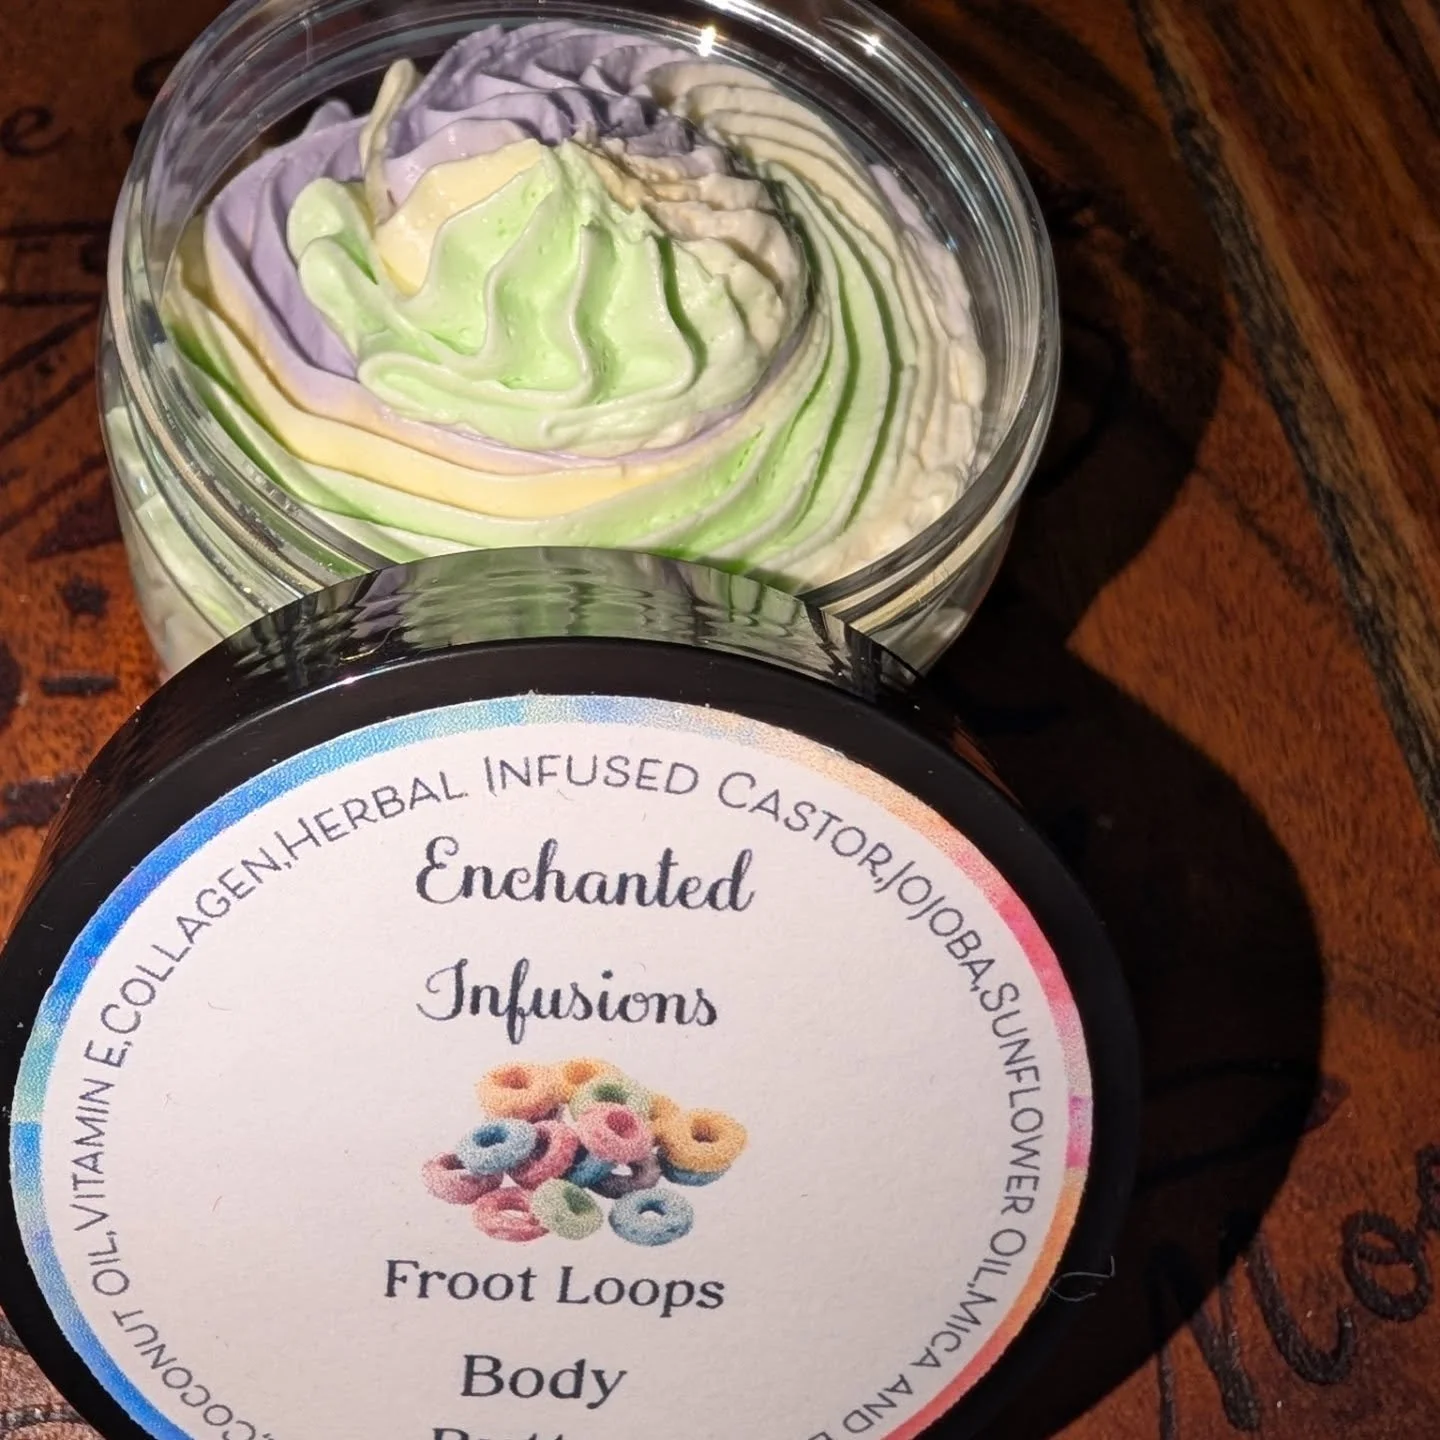 COCONUT OIL,VITAMIN E,COLLAGEN,HERBAL INFUSED CASTOR,JOJOBA,SUNFLOWER OIL,MICA AND
Enchanted
Infusions
Froot Loops
Body